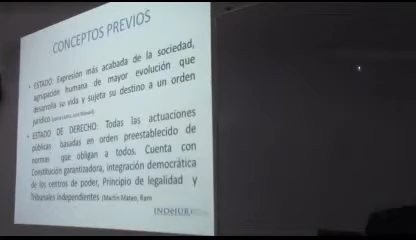 CONCEPTOS PREVIOS
• ESTADO: Expresión más acabada de la sociedad,
agrupación humana de mayor evolución que
desarrolla su vida y sujeta su destino a un orden
jurídico
• ESTADO DE DERECHO: Todas las actuaciones
públicas basadas en orden preestablecido de
normas que obligan a todos. Cuenta con
Constitución garantizadora, integración democrática
de los centros de poder, Principio de legalidad y
Tribunales independientes (Martin Mateo, Ram
INDEJUR